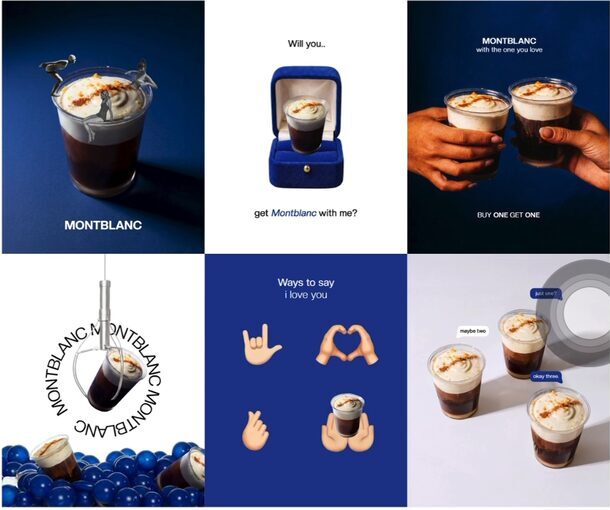 MONTBLANC
Will you..
get Montblanc with me?
MONTBLANC
with the one you love
BUY ONE GET ONE
MONTBLANC MONTBLANC MONTBLANC MONTBLANC
Ways to say
i love you
just one?
maybe two
okay three.